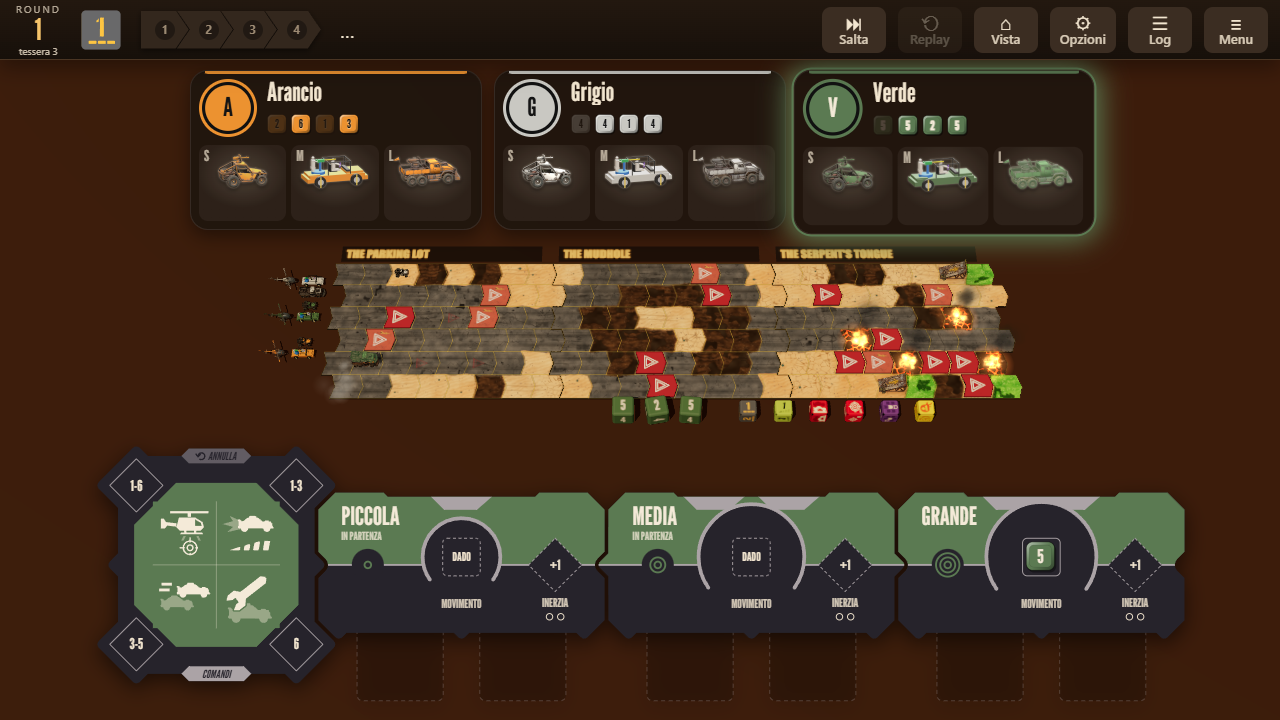 ROUND
1
tessera 3
1
1 2 3 4
...
Salta
Replay
Vista
Opzioni
Log
Menu
A
Arancio
2 6 1 3
S M L
G
Grigio
4 4 1 4
S M L
V
Verde
5 5 2 5
S M L
THE PARKING LOT
THE MUDHOLE
THE SERPENT'S TONGUE
5 2 5
ANNULLA
1-6
1-3
3-5
6
COMANDI
PICCOLA
IN PARTENZA
DADO
+1
MOVIMENTO
INERZIA
MEDIA
IN PARTENZA
DADO
+1
MOVIMENTO
INERZIA
GRANDE
5
+1
MOVIMENTO
INERZIA